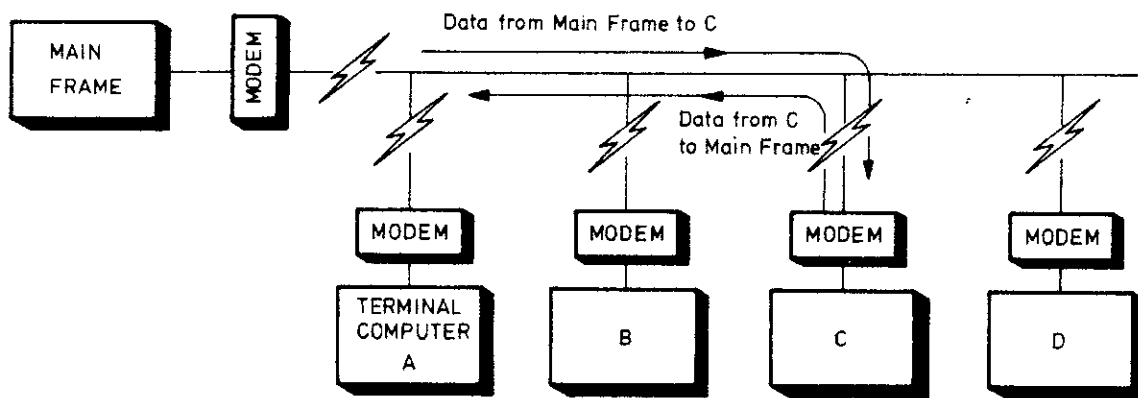 Data from Main Frame to C
MAIN
FRAME
MODEM
Data from C
to Main Frame
MODEM
MODEM
MODEM
MODEM
TERMINAL
COMPUTER
A
B
C
D